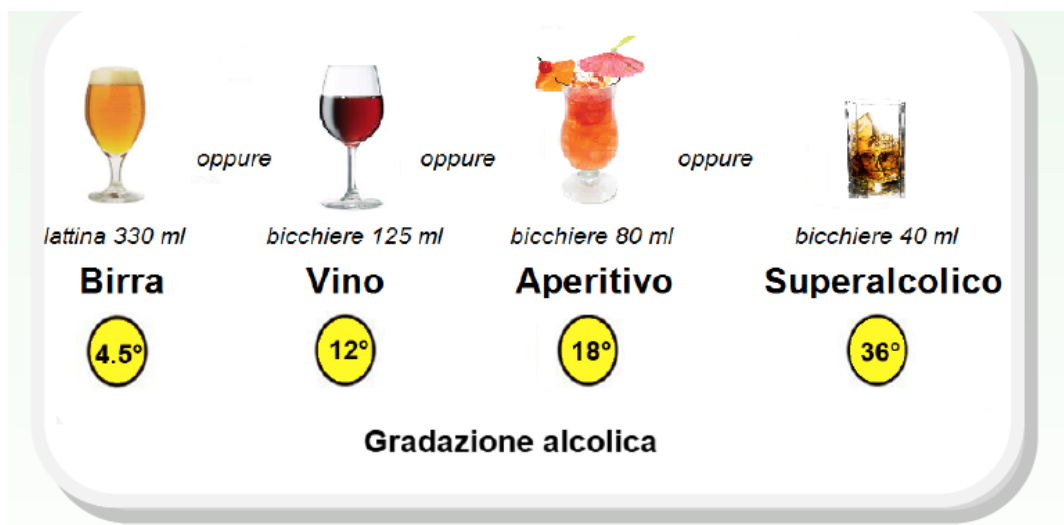 oppure oppure oppure
lattina 330 ml bicchiere 125 ml bicchiere 80 ml bicchiere 40 ml
Birra Vino Aperitivo Superalcolico
4.5° 12° 18° 36°
Gradazione alcolica